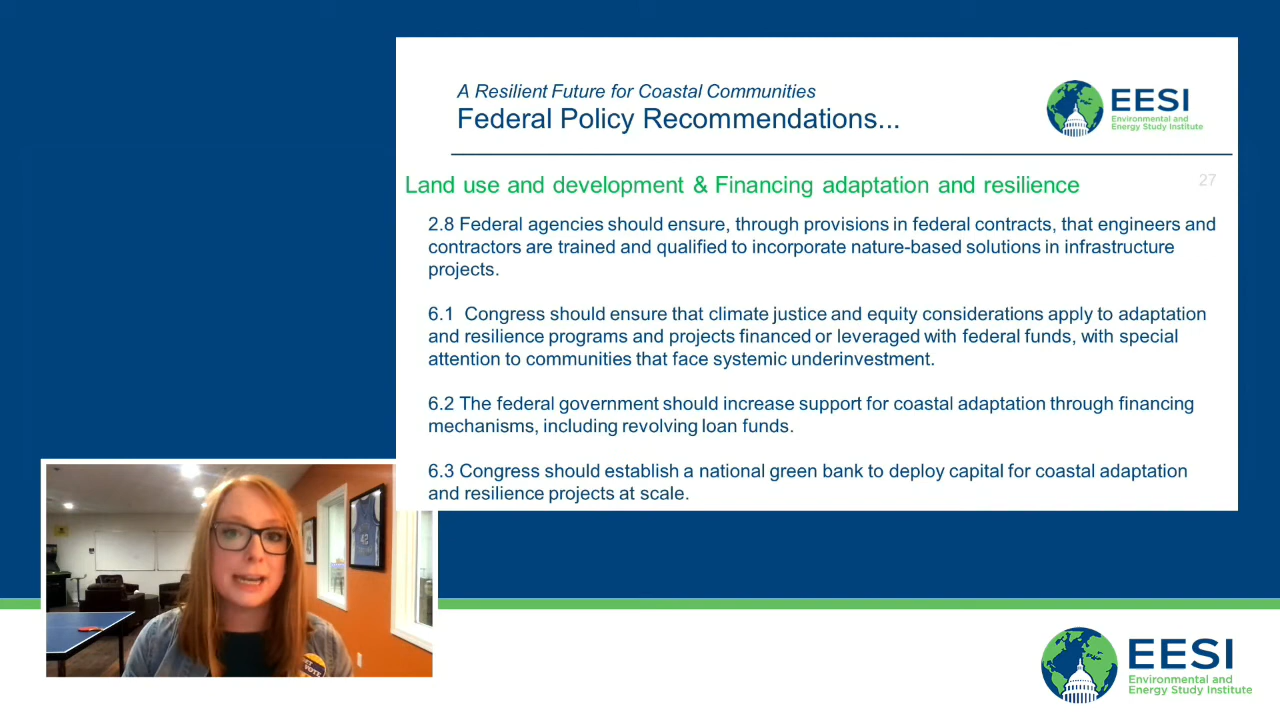 A Resilient Future for Coastal Communities
Federal Policy Recommendations...
EESI
Environmental and
Energy Study Institute
Land use and development & Financing adaptation and resilience
27
2.8 Federal agencies should ensure, through provisions in federal contracts, that engineers and
contractors are trained and qualified to incorporate nature-based solutions in infrastructure
projects.
6.1 Congress should ensure that climate justice and equity considerations apply to adaptation
and resilience programs and projects financed or leveraged with federal funds, with special
attention to communities that face systemic underinvestment.
6.2 The federal government should increase support for coastal adaptation through financing
mechanisms, including revolving loan funds.
6.3 Congress should establish a national green bank to deploy capital for coastal adaptation
and resilience projects at scale.
42
VOTE
EESI
Environmental and
Energy Study Institute